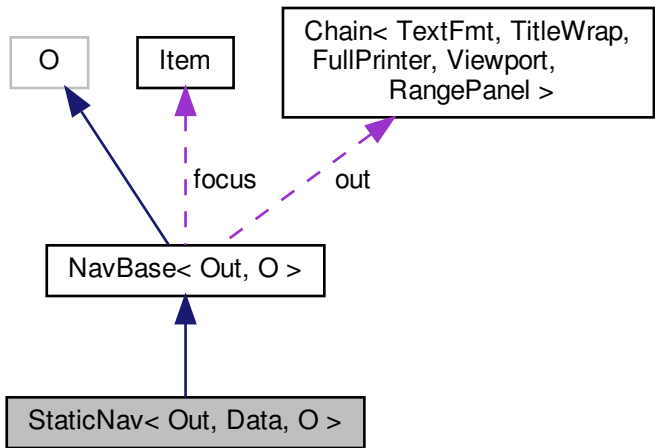 O
Item
Chain< TextFmt, TitleWrap,
FullPrinter, Viewport,
RangePanel >
focus
out
NavBase< Out, O >
StaticNav< Out, Data, O >